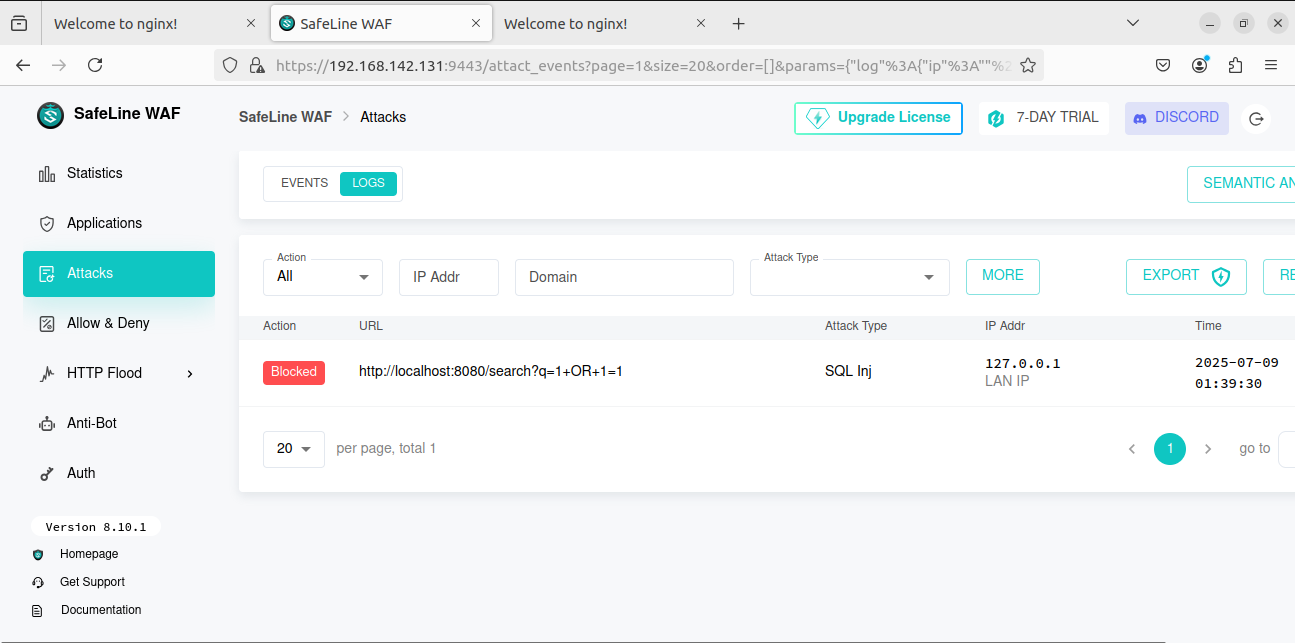 Welcome to nginx!
SafeLine WAF
Welcome to nginx!
https://192.168.142.131:9443/attact_events?page=1&size=20&order=[]&params={"log"%3A{"ip"%3A""%2
SafeLine WAF
SafeLine WAF > Attacks
Upgrade License
7-DAY TRIAL
DISCORD
Statistics
Applications
Attacks
Allow & Deny
HTTP Flood
Anti-Bot
Auth
Version 8.10.1
Homepage
Get Support
Documentation
EVENTS LOGS
SEMANTIC AN
Action
All
IP Addr
Domain
Attack Type
MORE
EXPORT
RE
Action URL Attack Type IP Addr Time
Blocked http://localhost:8080/search?q=1+OR+1=1 SQL Inj 127.0.0.1 2025-07-09
LAN IP 01:39:30
20 per page, total 1 < 1 > go to